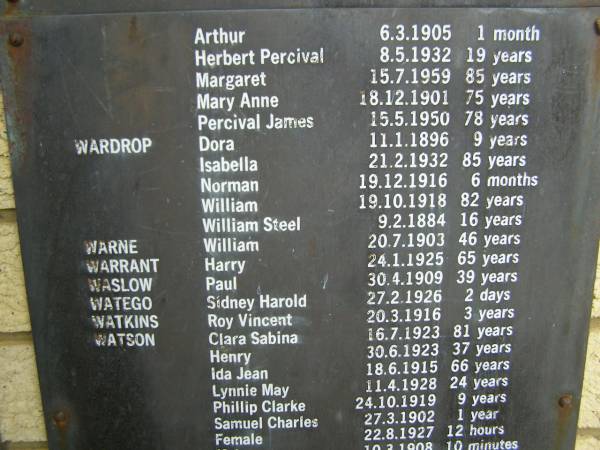 Arthur 6.3.1905 1 month
Herbert Percival 8.5.1932 19 years
Margaret 15.7.1959 85 years
Mary Anne 18.12.1901 75 years
Percival James 15.5.1950 78 years
WARDROP Dora 11.1.1896 9 years
Isabella 21.2.1932 85 years
Norman 19.12.1916 6 months
William 19.10.1918 82 years
William Steel 9.2.1884 16 years
WARNE William 20.7.1903 46 years
WARRANT Harry 24.1.1925 65 years
WASLOW Paul 30.4.1909 39 years
WATEGO Sidney Harold 27.2.1926 2 days
WATKINS Roy Vincent 20.3.1916 3 years
WATSON Clara Sabina 16.7.1923 81 years
Henry 30.6.1923 37 years
Ida Jean 18.6.1915 66 years
Lynnie May 11.4.1928 24 years
Phillip Clarke 24.10.1919 9 years
Samuel Charles 27.3.1902 1 year
Female 22.8.1927 12 hours
10.3.1908 10 minutes